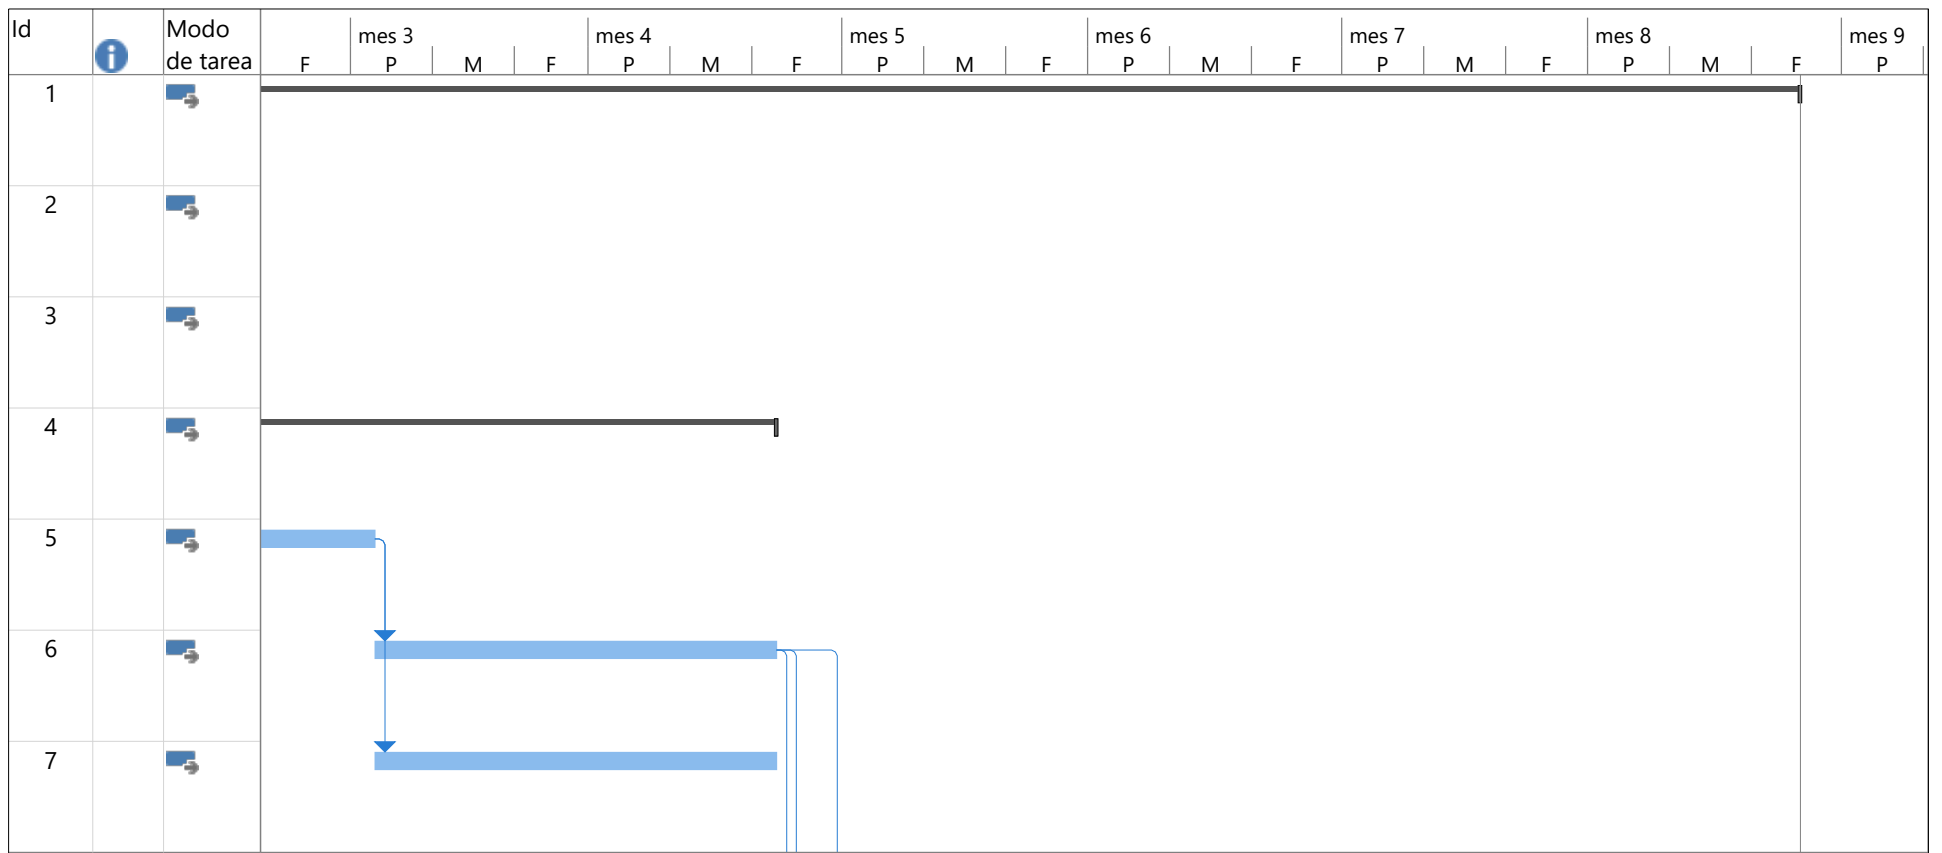 Id
Modo
de tarea
mes 3 mes 4 mes 5 mes 6 mes 7 mes 8 mes 9
F P M F P M F P M F P M F P M F P M F P
1
2
3
4
5
6
7